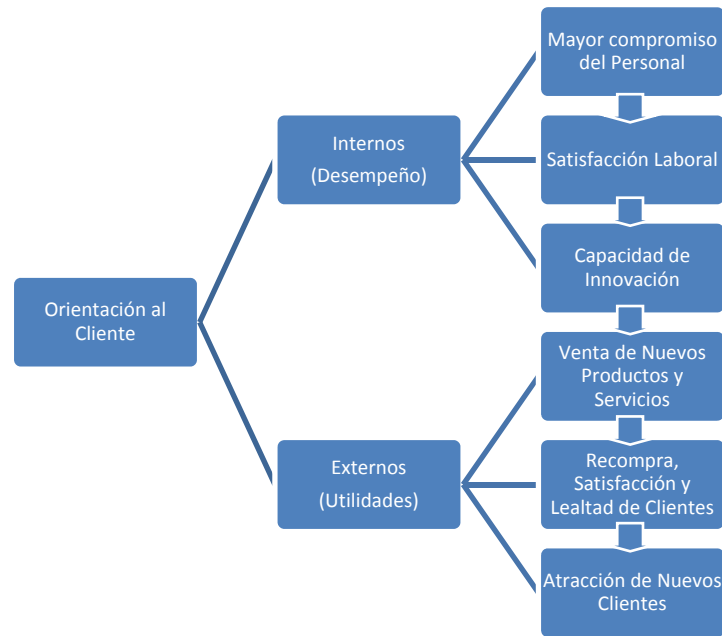 Orientación al
Cliente
Internos
(Desempeño)
Externos
(Utilidades)
Mayor compromiso
del Personal
Satisfacción Laboral
Capacidad de
Innovación
Venta de Nuevos
Productos y
Servicios
Recompra,
Satisfacción y
Lealtad de Clientes
Atracción de Nuevos
Clientes